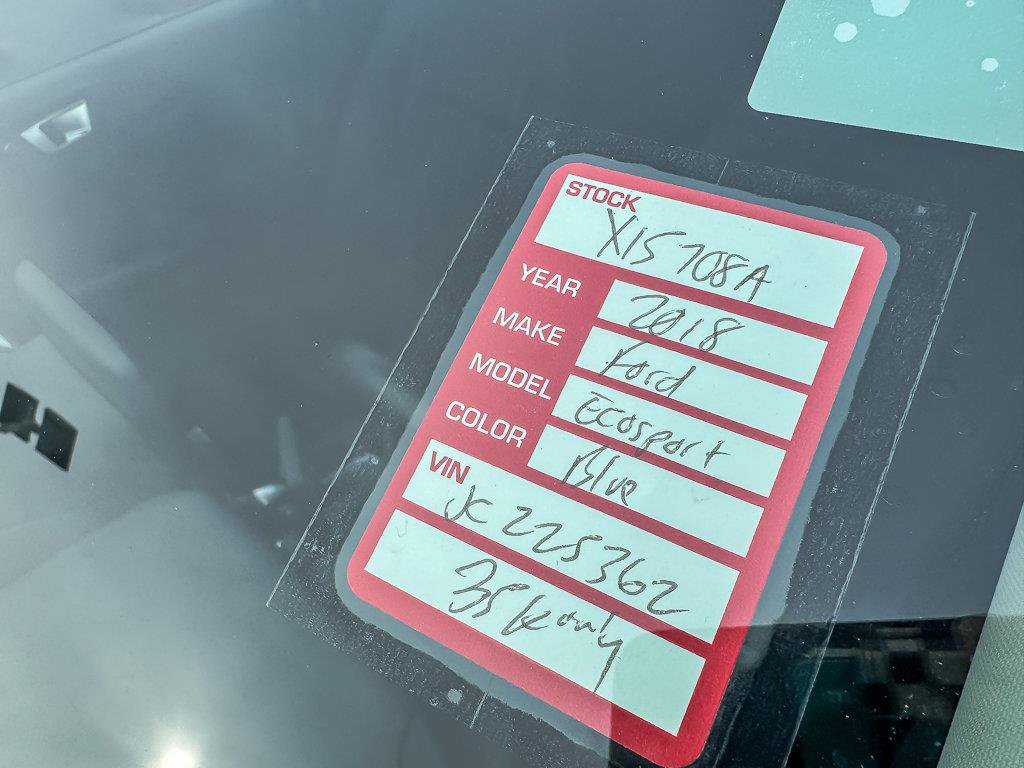 STOCK
X15708A
YEAR 2018
MAKE Ford
MODEL Ecosport
COLOR Blue
VIN
JC225362
35k only